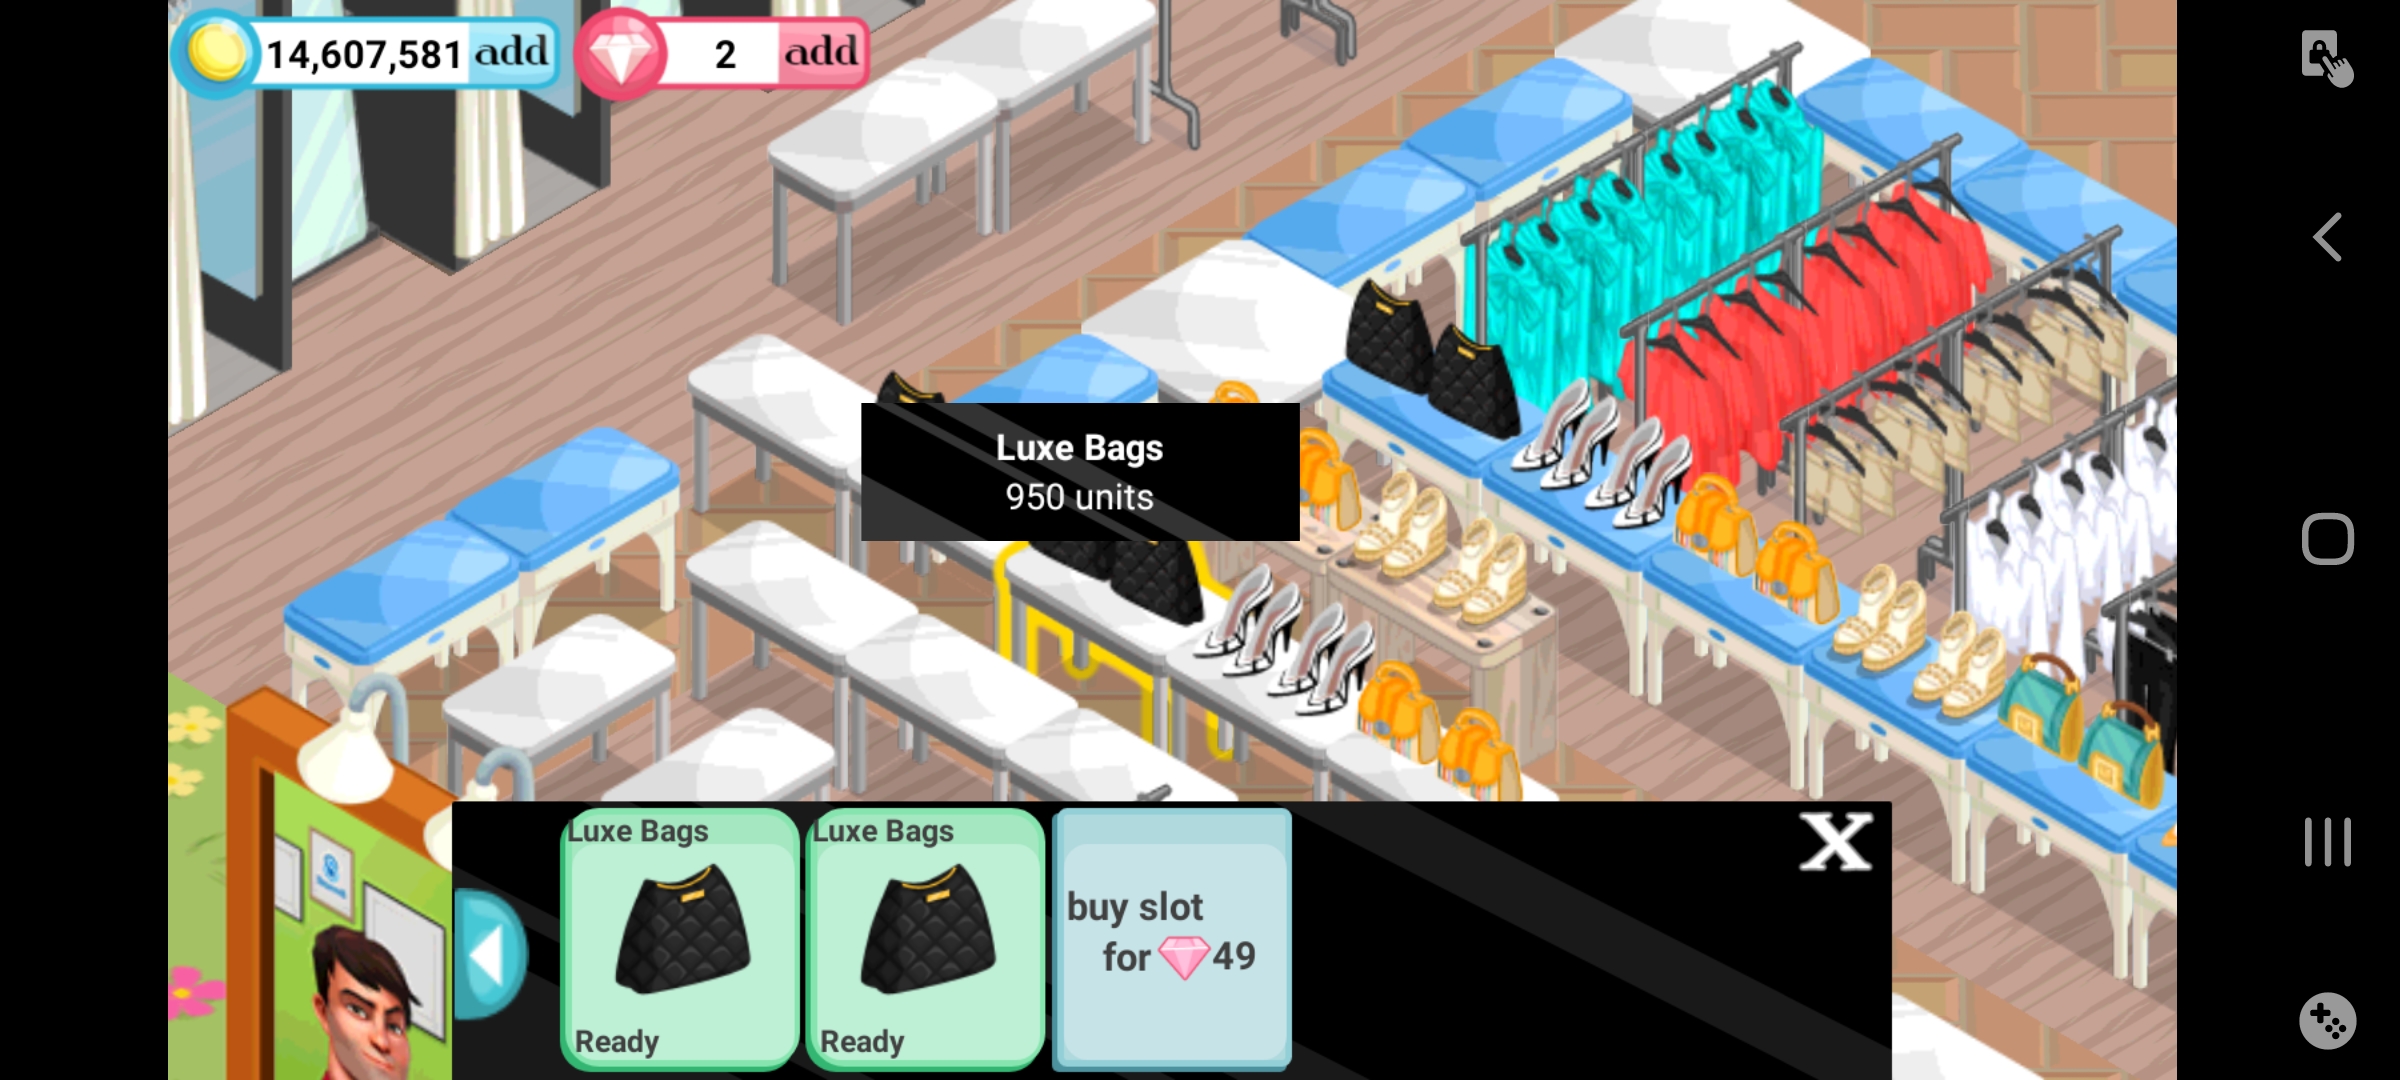 14,607,581 add
2 add
Luxe Bags
950 units
Luxe Bags
Ready
Luxe Bags
Ready
buy slot
for 49
X